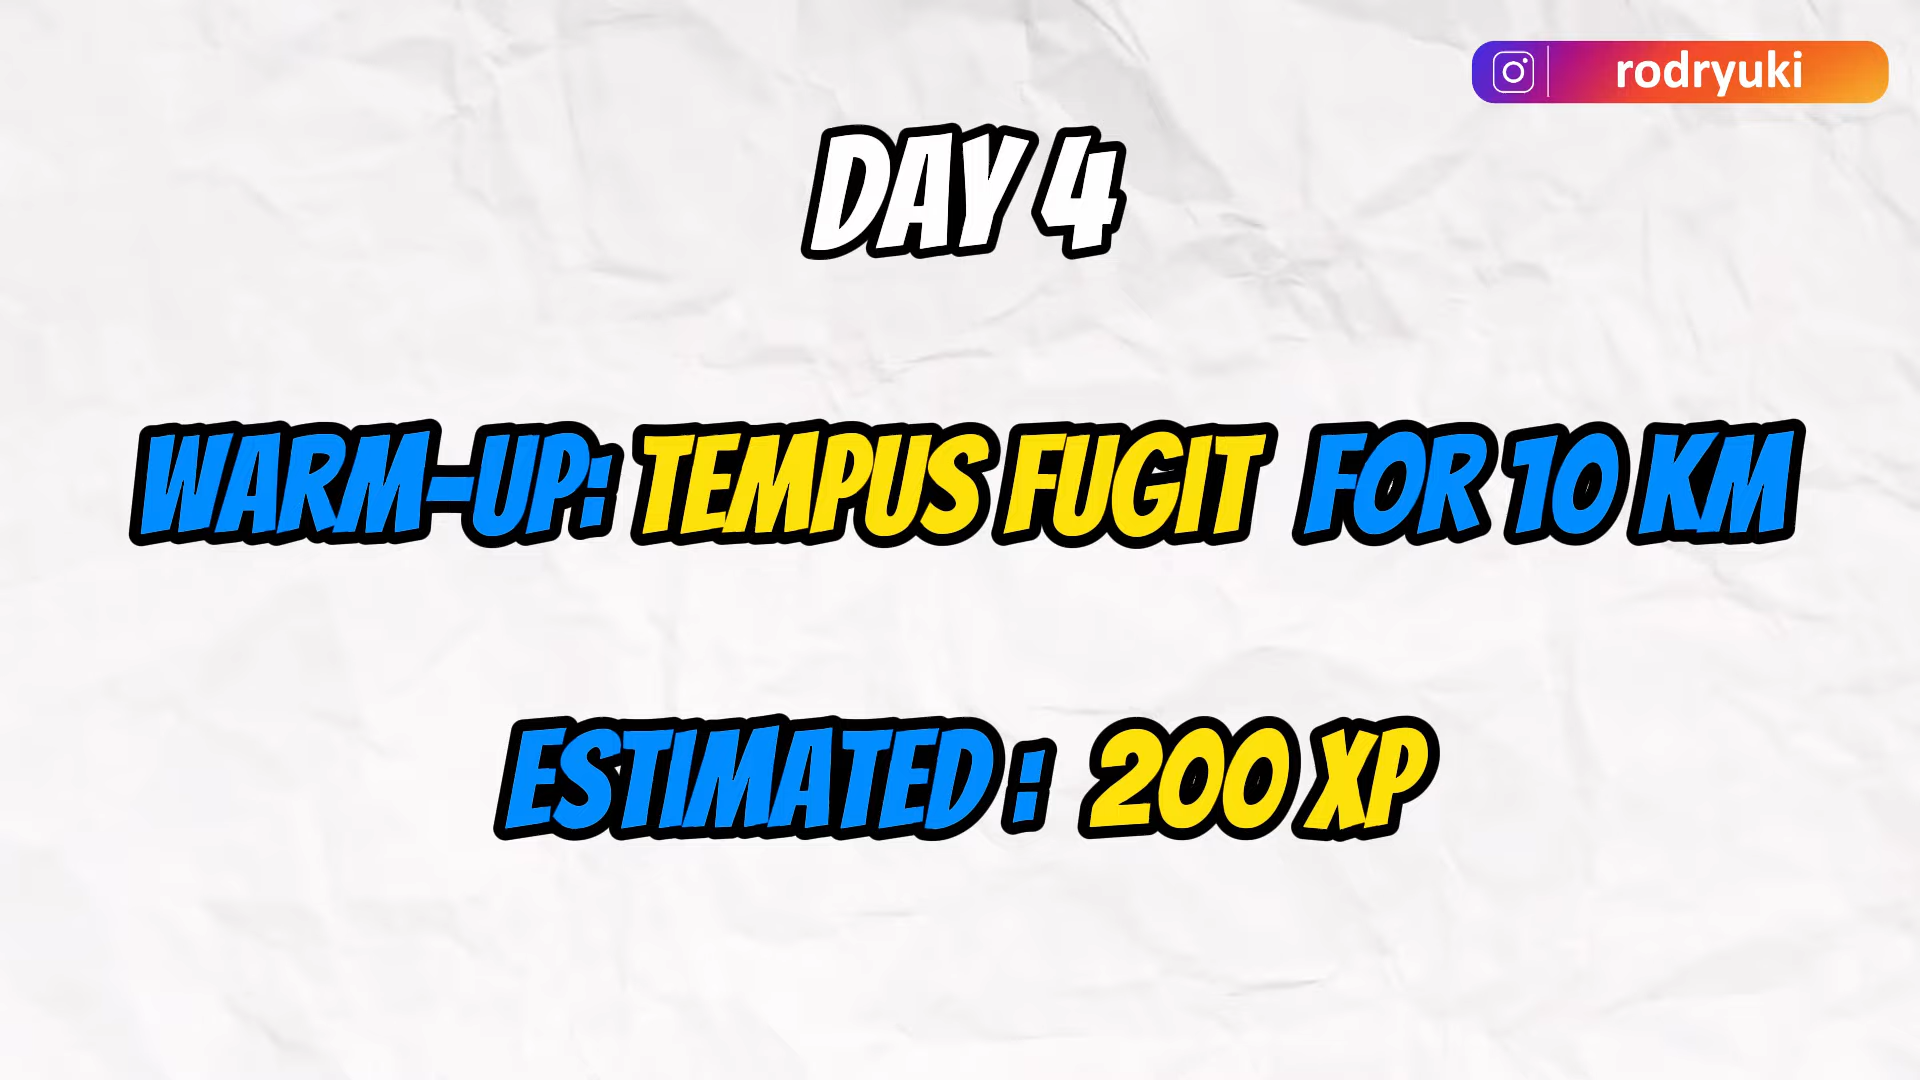 rodryuki
DAY 4
WARM-UP: TEMPUS FUGIT FOR 10 KM
ESTIMATED : 200 XP